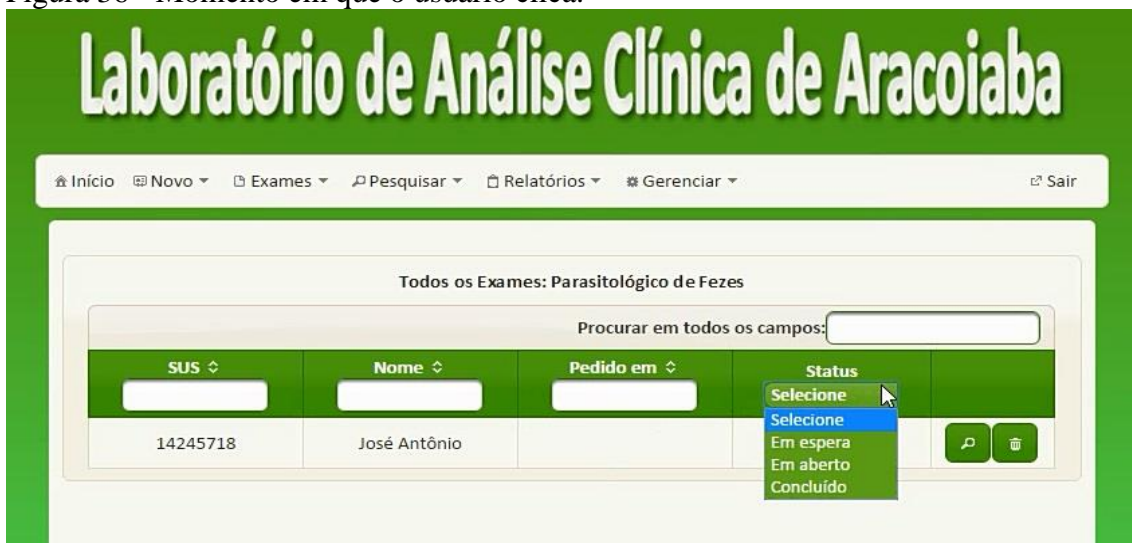 Laboratório de Análise Clínica de Aracoiaba
Início Novo Exames Pesquisar Relatórios Gerenciar Sair
Todos os Exames: Parasitológico de Fezes
Procurar em todos os campos:
SUS Nome Pedido em Status
Selecione
Selecione
14245718 José Antônio
Em espera
Em aberto
Concluído